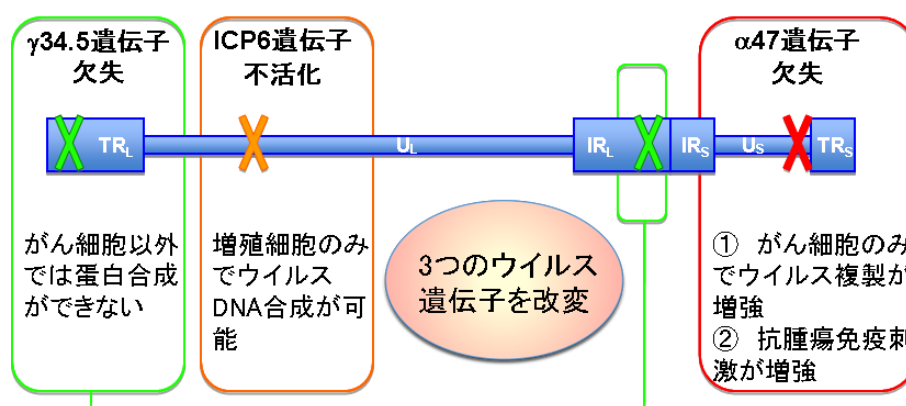 γ34.5遺伝子
欠失
ICP6遺伝子
不活化
α47遺伝子
欠失
TRL
UL
IRL
IRS
US
TRS
がん細胞以外
では蛋白合成
ができない
増殖細胞のみ
でウイルス
DNA合成が可
能
3つのウイルス
遺伝子を改変
① がん細胞のみ
でウイルス複製が
増強
② 抗腫瘍免疫刺
激が増強